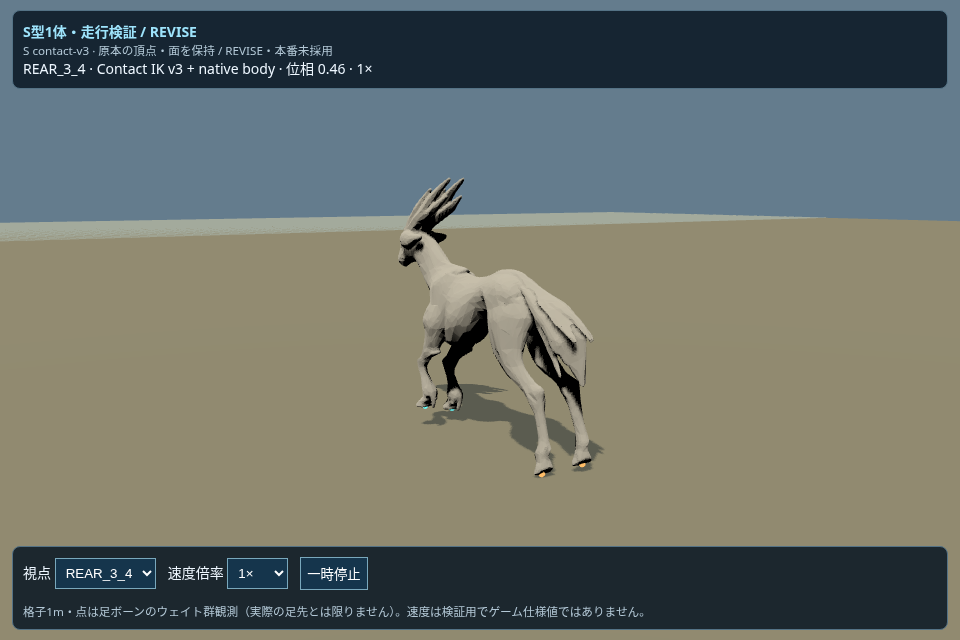 S型1体・走行検証 / REVISE
S contact-v3 · 原本の頂点・面を保持 / REVISE・本番未採用
REAR_3_4 · Contact IK v3 + native body · 位相 0.46 · 1×
視点 REAR_3_4 速度倍率 1× 一時停止
格子1m・点は足ボーンのウェイト群観測（実際の足先とは限りません）。速度は検証用でゲーム仕様値ではありません。